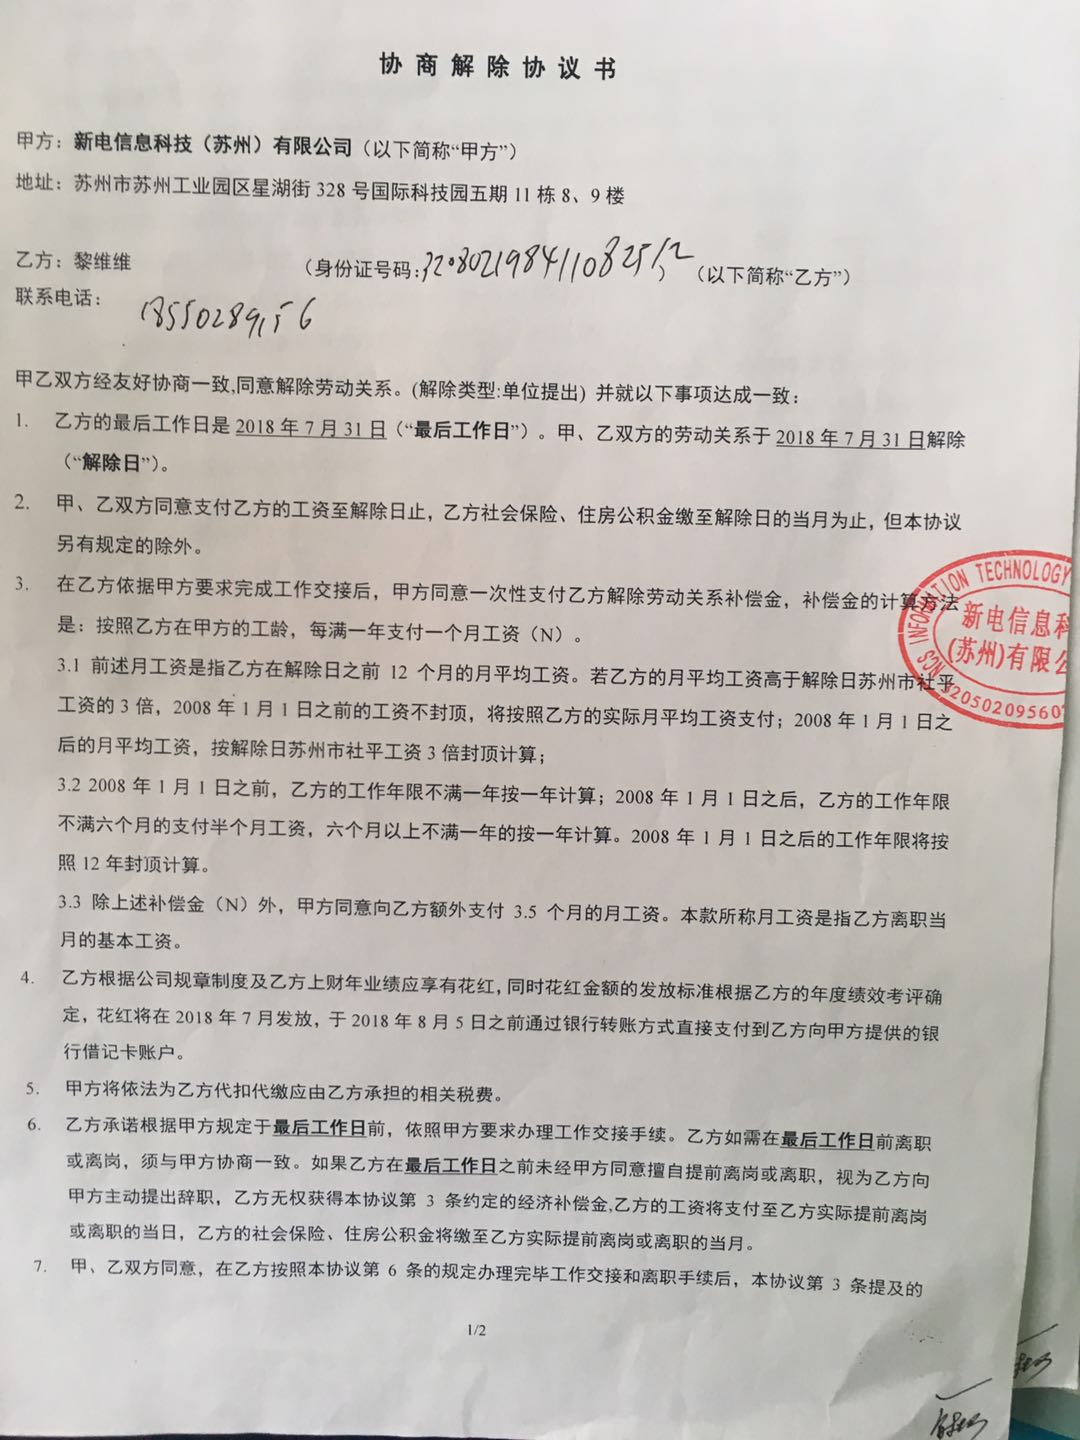 协商解除协议书
甲方：新电信息科技（苏州）有限公司（以下简称“甲方”）
地址：苏州市苏州工业园区星湖街 328 号国际科技园五期 11 栋 8、9 楼
乙方：黎维维 （身份证号码：320802198411082512）（以下简称“乙方”）
联系电话： 18550289156
甲乙双方经友好协商一致,同意解除劳动关系。(解除类型:单位提出) 并就以下事项达成一致：
1. 乙方的最后工作日是 2018 年 7 月 31 日（“最后工作日”）。甲、乙双方的劳动关系于 2018 年 7 月 31 日解除
（“解除日”）。
2. 甲、乙双方同意支付乙方的工资至解除日止，乙方社会保险、住房公积金缴至解除日的当月为止，但本协议
另有规定的除外。
3. 在乙方依据甲方要求完成工作交接后，甲方同意一次性支付乙方解除劳动关系补偿金，补偿金的计算方法
是：按照乙方在甲方的工龄，每满一年支付一个月工资（N）。
3.1 前述月工资是指乙方在解除日之前 12 个月的月平均工资。若乙方的月平均工资高于解除日苏州市社平
工资的 3 倍，2008 年 1 月 1 日之前的工资不封顶，将按照乙方的实际月平均工资支付；2008 年 1 月 1 日之
后的月平均工资，按解除日苏州市社平工资 3 倍封顶计算；
3.2 2008 年 1 月 1 日之前，乙方的工作年限不满一年按一年计算；2008 年 1 月 1 日之后，乙方的工作年限
不满六个月的支付半个月工资，六个月以上不满一年的按一年计算。2008 年 1 月 1 日之后的工作年限将按
照 12 年封顶计算。
3.3 除上述补偿金（N）外，甲方同意向乙方额外支付 3.5 个月的月工资。本款所称月工资是指乙方离职当
月的基本工资。
4. 乙方根据公司规章制度及乙方上财年业绩应享有花红，同时花红金额的发放标准根据乙方的年度绩效考评确
定，花红将在 2018 年 7 月发放，于 2018 年 8 月 5 日之前通过银行转账方式直接支付到乙方向甲方提供的银
行借记卡账户。
5. 甲方将依法为乙方代扣代缴应由乙方承担的相关税费。
6. 乙方承诺根据甲方规定于最后工作日前，依照甲方要求办理工作交接手续。乙方如需在最后工作日前离职
或离岗，须与甲方协商一致。如果乙方在最后工作日之前未经甲方同意擅自提前离岗或离职，视为乙方向
甲方主动提出辞职，乙方无权获得本协议第 3 条约定的经济补偿金,乙方的工资将支付至乙方实际提前离岗
或离职的当日，乙方的社会保险、住房公积金将缴至乙方实际提前离岗或离职的当月。
7. 甲、乙双方同意，在乙方按照本协议第 6 条的规定办理完毕工作交接和离职手续后，本协议第 3 条提及的
1/2
NCS INFORMATION TECHNOLOGY
新电信息科
(苏州)有限公
320502095602